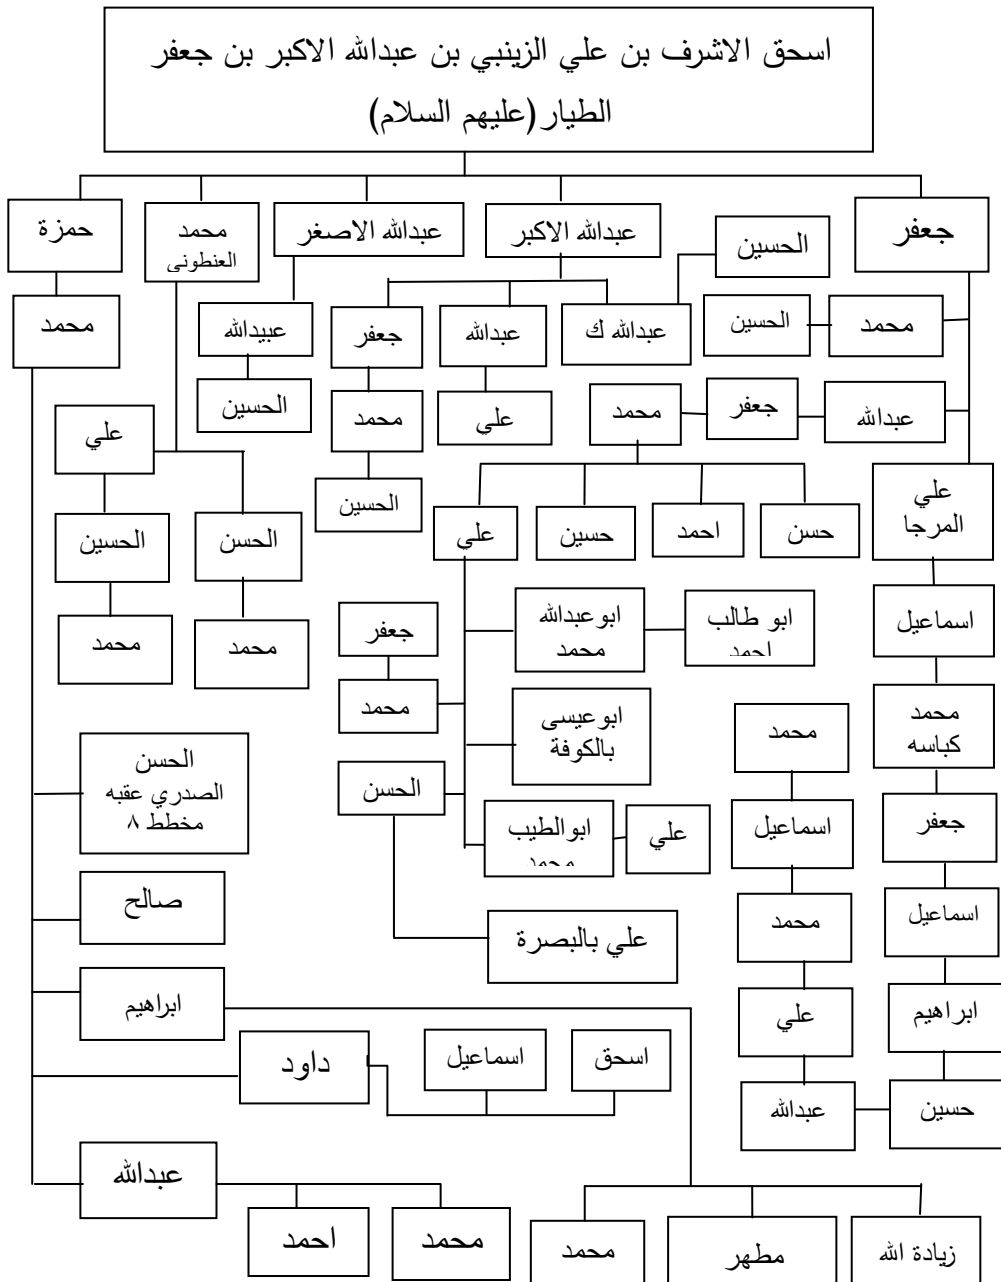 اسحق الاشرف بن علي الزينبي بن عبدالله الاكبر بن جعفر
الطيار (عليهم السلام)
جعفر
عبدالله الاكبر
عبدالله الاصغر
محمد
العنطوني
حمزة
الحسين
محمد
الحسين
عبدالله ك
عبدالله
جعفر
عبيدالله
محمد
عبدالله
جعفر
محمد
علي
محمد
الحسين
علي
علي
المرجا
حسن
احمد
حسين
علي
الحسين
الحسن
الحسين
اسماعيل
ابو طالب
احمد
ابوعبدالله
محمد
جعفر
محمد
محمد
محمد
كباسه
محمد
ابوعيسى
بالكوفة
محمد
الحسن
الصدري عقبه
مخطط ٨
جعفر
اسماعيل
علي
ابوالطيب
محمد
الحسن
اسماعيل
محمد
علي بالبصرة
صالح
ابراهيم
علي
ابراهيم
حسين
عبدالله
اسحق
اسماعيل
داود
عبدالله
زيادة الله
مطهر
محمد
محمد
احمد